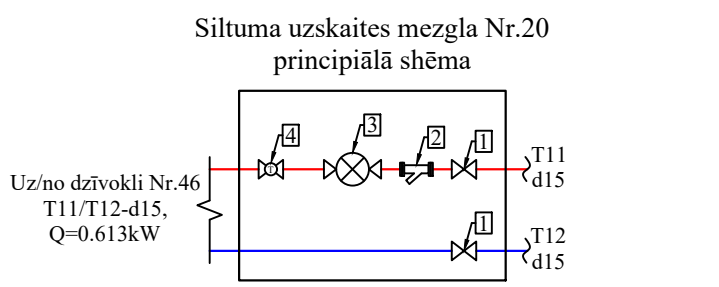 Siltuma uzskaites mezgla Nr.20
principiālā shēma
4
3
2
1
T11
d15
Uz/no dzīvokli Nr.46
T11/T12-d15,
Q=0.613kW
T
1
T12
d15